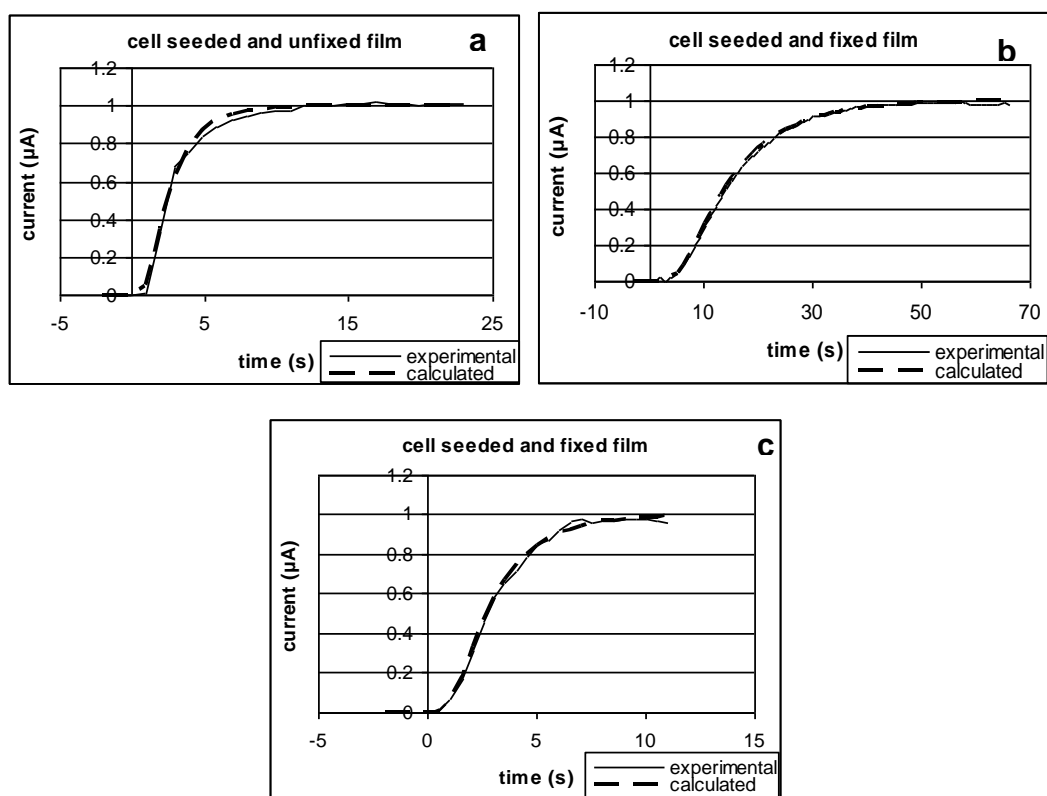 cell seeded and unfixed film
a
1.2
1
0.8
0.6
0.4
0.2
0
-5
5
15
25
current (µA)
time (s)
experimental
calculated
cell seeded and fixed film
b
1.2
1
0.8
0.6
0.4
0.2
0
-10
10
30
50
70
current (µA)
time (s)
experimental
calculated
cell seeded and fixed film
c
1.2
1
0.8
0.6
0.4
0.2
0
-5
0
5
10
15
current (µA)
time (s)
experimental
calculated